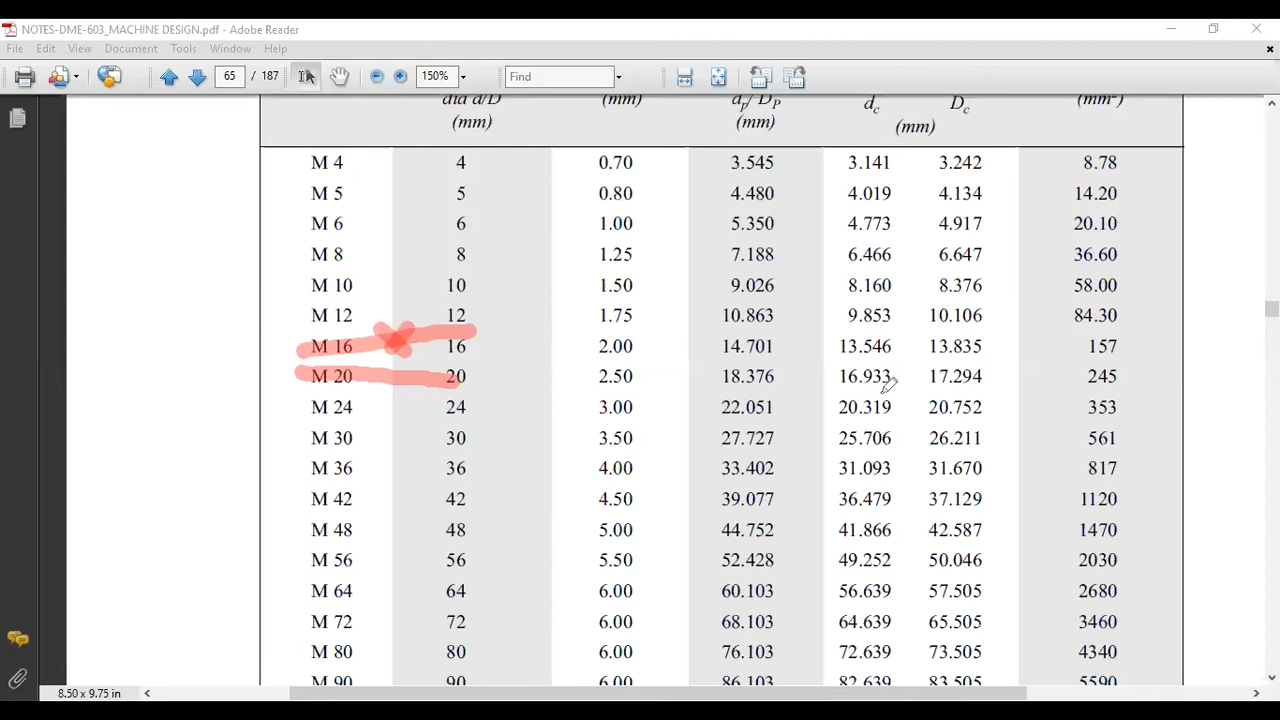 NOTES-DME-603_MACHINE DESIGN.pdf - Adobe Reader
File Edit View Document Tools Window Help
65 / 187 150% Find
dia d/D (mm) dp/ DP dc Dc (mm²)
(mm) (mm) (mm)
M 4 4 0.70 3.545 3.141 3.242 8.78
M 5 5 0.80 4.480 4.019 4.134 14.20
M 6 6 1.00 5.350 4.773 4.917 20.10
M 8 8 1.25 7.188 6.466 6.647 36.60
M 10 10 1.50 9.026 8.160 8.376 58.00
M 12 12 1.75 10.863 9.853 10.106 84.30
M 16 16 2.00 14.701 13.546 13.835 157
M 20 20 2.50 18.376 16.933 17.294 245
M 24 24 3.00 22.051 20.319 20.752 353
M 30 30 3.50 27.727 25.706 26.211 561
M 36 36 4.00 33.402 31.093 31.670 817
M 42 42 4.50 39.077 36.479 37.129 1120
M 48 48 5.00 44.752 41.866 42.587 1470
M 56 56 5.50 52.428 49.252 50.046 2030
M 64 64 6.00 60.103 56.639 57.505 2680
M 72 72 6.00 68.103 64.639 65.505 3460
M 80 80 6.00 76.103 72.639 73.505 4340
M 90 90 6.00 86.103 82.639 83.505 5590
8.50 x 9.75 in